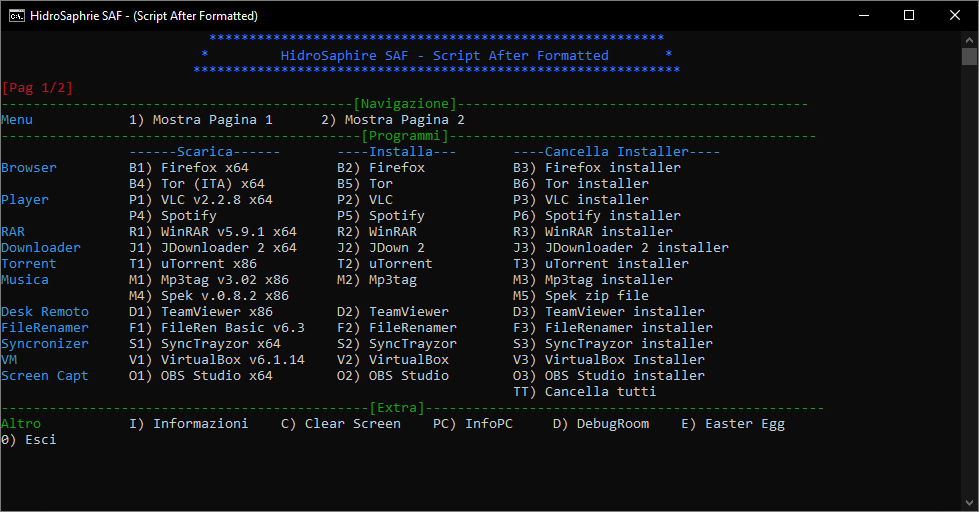 HidroSaphrie SAF - (Script After Formatted)
*********************************************************
* HidroSaphire SAF - Script After Formatted *
*************************************************************
[Pag 1/2]
--------------------------------------------[Navigazione]--------------------------------------------
Menu 1) Mostra Pagina 1 2) Mostra Pagina 2
---------------------------------------------[Programmi]----------------------------------------------
------Scarica------ ----Installa--- ----Cancella Installer----
Browser B1) Firefox x64 B2) Firefox B3) Firefox installer
B4) Tor (ITA) x64 B5) Tor B6) Tor installer
Player P1) VLC v2.2.8 x64 P2) VLC P3) VLC installer
P4) Spotify P5) Spotify P6) Spotify installer
RAR R1) WinRAR v5.9.1 x64 R2) WinRAR R3) WinRAR installer
Downloader J1) JDownloader 2 x64 J2) JDown 2 J3) JDownloader 2 installer
Torrent T1) uTorrent x86 T2) uTorrent T3) uTorrent installer
Musica M1) Mp3tag v3.02 x86 M2) Mp3tag M3) Mp3tag installer
M4) Spek v.0.8.2 x86 M5) Spek zip file
Desk Remoto D1) TeamViewer x86 D2) TeamViewer D3) TeamViewer installer
FileRenamer F1) FileRen Basic v6.3 F2) FileRenamer F3) FileRenamer installer
Syncronizer S1) SyncTrayzor x64 S2) SyncTrayzor S3) SyncTrayzor installer
VM V1) VirtualBox v6.1.14 V2) VirtualBox V3) VirtualBox Installer
Screen Capt O1) OBS Studio x64 O2) OBS Studio O3) OBS Studio installer
TT) Cancella tutti
----------------------------------------------[Extra]--------------------------------------------------
Altro I) Informazioni C) Clear Screen PC) InfoPC D) DebugRoom E) Easter Egg
0) Esci